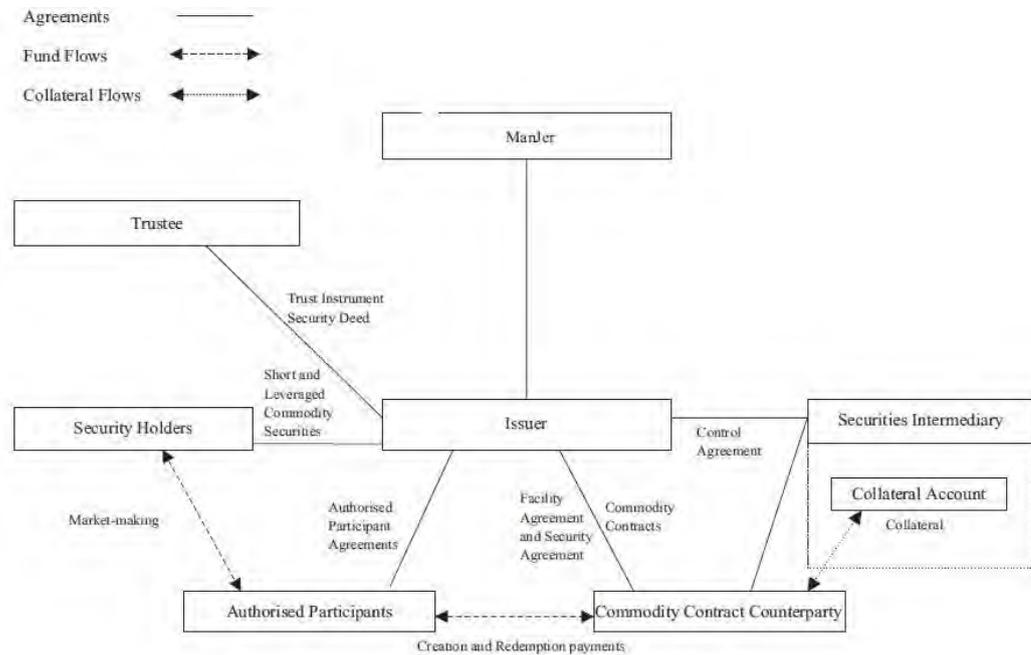 Agreements
Fund Flows
Collateral Flows
ManJer
Trustee
Trust Instrument
Security Deed
Short and
Leveraged
Commodity
Securities
Security Holders
Issuer
Securities Intermediary
Control
Agreement
Collateral Account
Collateral
Market-making
Authorised
Participant
Agreements
Facility
Agreement
and Security
Agreement
Commodity
Contracts
Authorised Participants
Commodity Contract Counterparty
Creation and Redemption payments